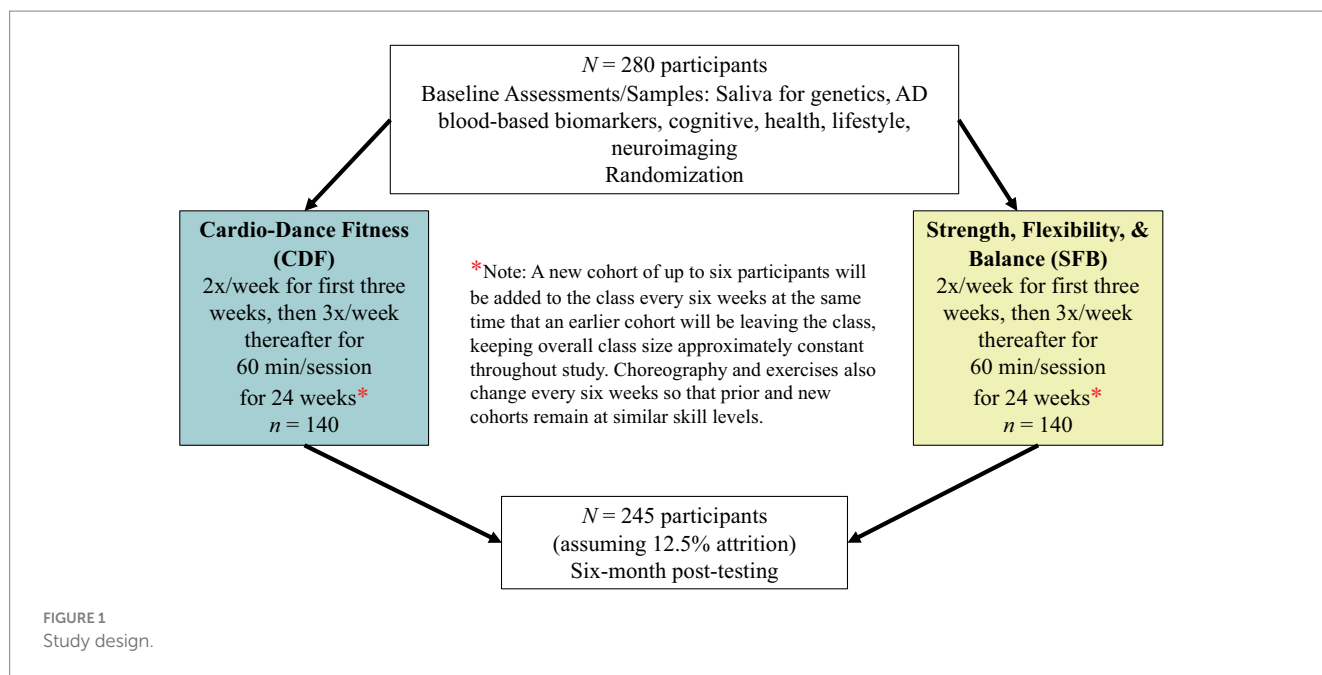 N = 280 participants
Baseline Assessments/Samples: Saliva for genetics, AD
blood-based biomarkers, cognitive, health, lifestyle,
neuroimaging
Randomization
Cardio-Dance Fitness
(CDF)
2x/week for first three
weeks, then 3x/week
thereafter for
60 min/session
for 24 weeks*
n = 140
*Note: A new cohort of up to six participants will
be added to the class every six weeks at the same
time that an earlier cohort will be leaving the class,
keeping overall class size approximately constant
throughout study. Choreography and exercises also
change every six weeks so that prior and new
cohorts remain at similar skill levels.
Strength, Flexibility, &
Balance (SFB)
2x/week for first three
weeks, then 3x/week
thereafter for
60 min/session
for 24 weeks*
n = 140
N = 245 participants
(assuming 12.5% attrition)
Six-month post-testing
FIGURE 1
Study design.